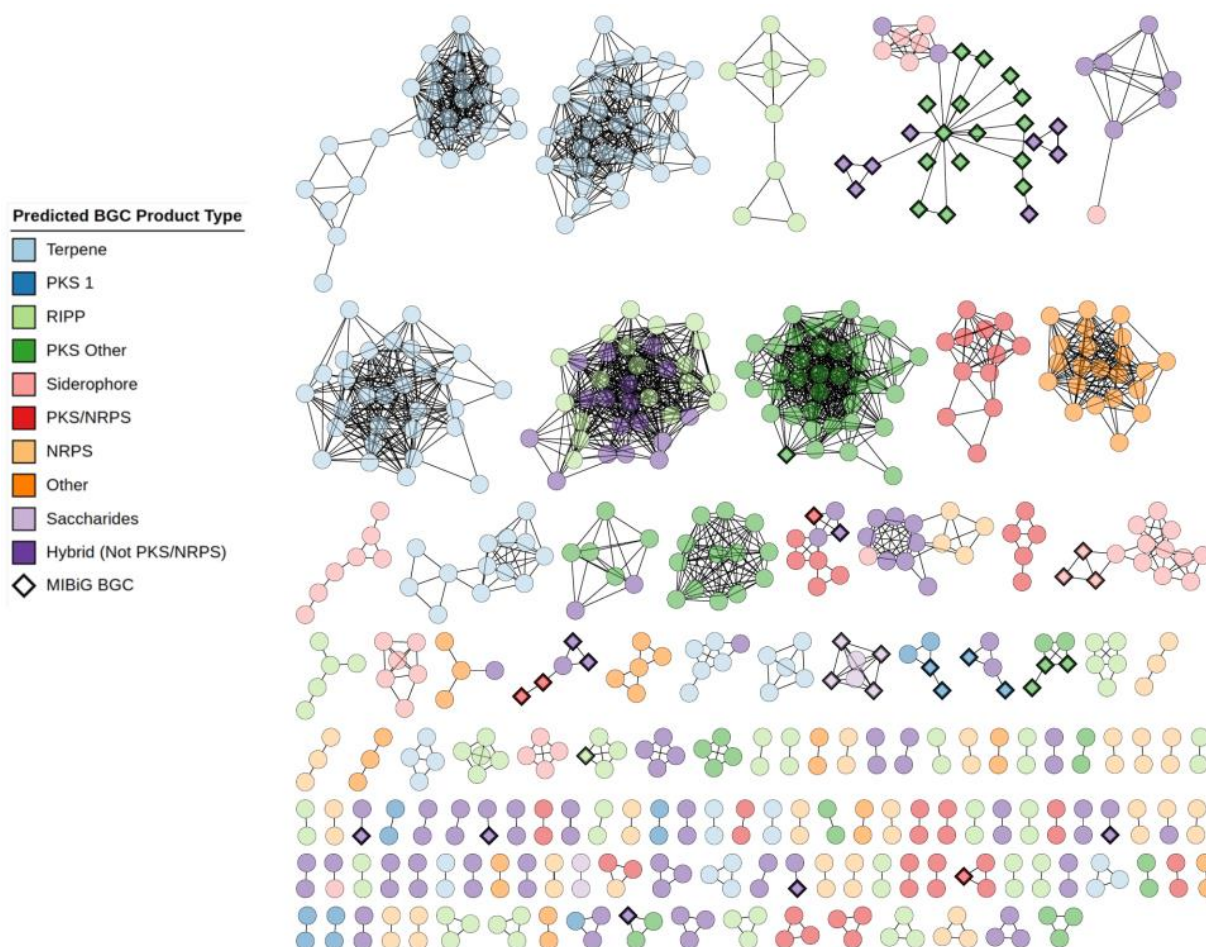 Predicted BGC Product Type
Terpene
PKS 1
RIPP
PKS Other
Siderophore
PKS/NRPS
NRPS
Other
Saccharides
Hybrid (Not PKS/NRPS)
MIBiG BGC